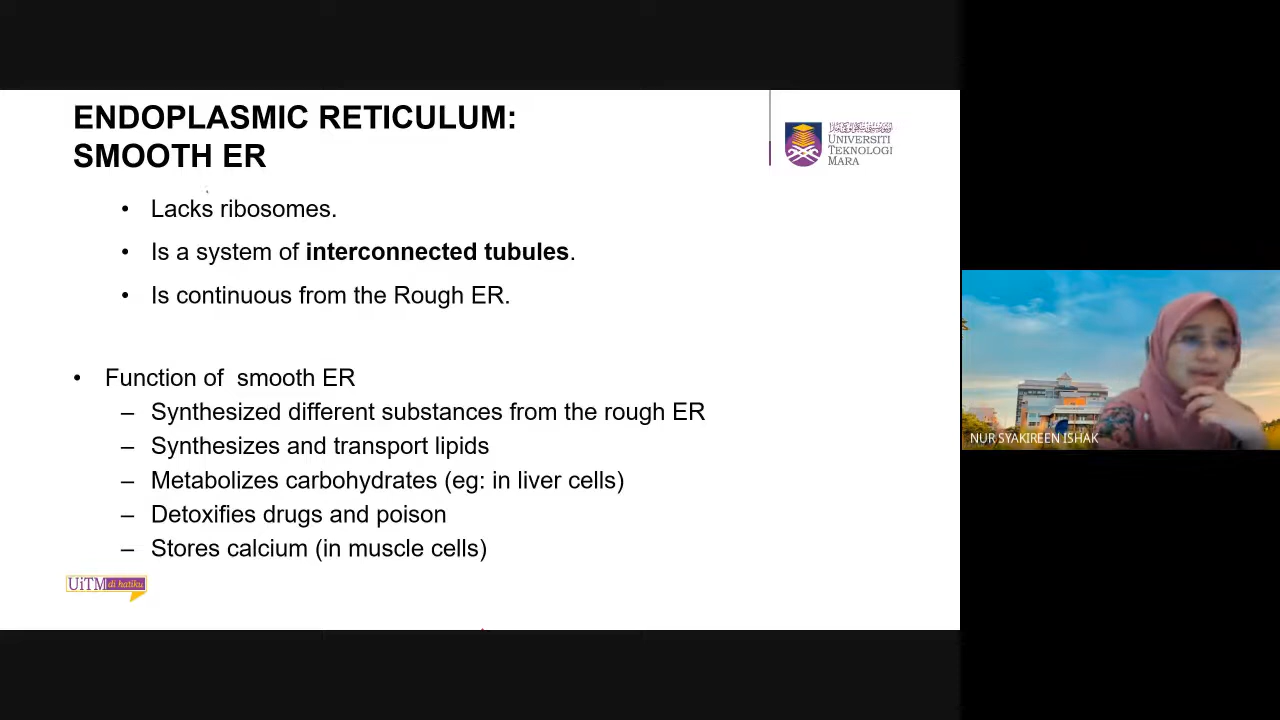 ENDOPLASMIC RETICULUM:
SMOOTH ER
UNIVERSITI
TEKNOLOGI
MARA
• Lacks ribosomes.
• Is a system of interconnected tubules.
• Is continuous from the Rough ER.
• Function of  smooth ER
– Synthesized different substances from the rough ER
– Synthesizes and transport lipids
– Metabolizes carbohydrates (eg: in liver cells)
– Detoxifies drugs and poison
– Stores calcium (in muscle cells)
UiTM di hatiku
NUR SYAKIREEN ISHAK